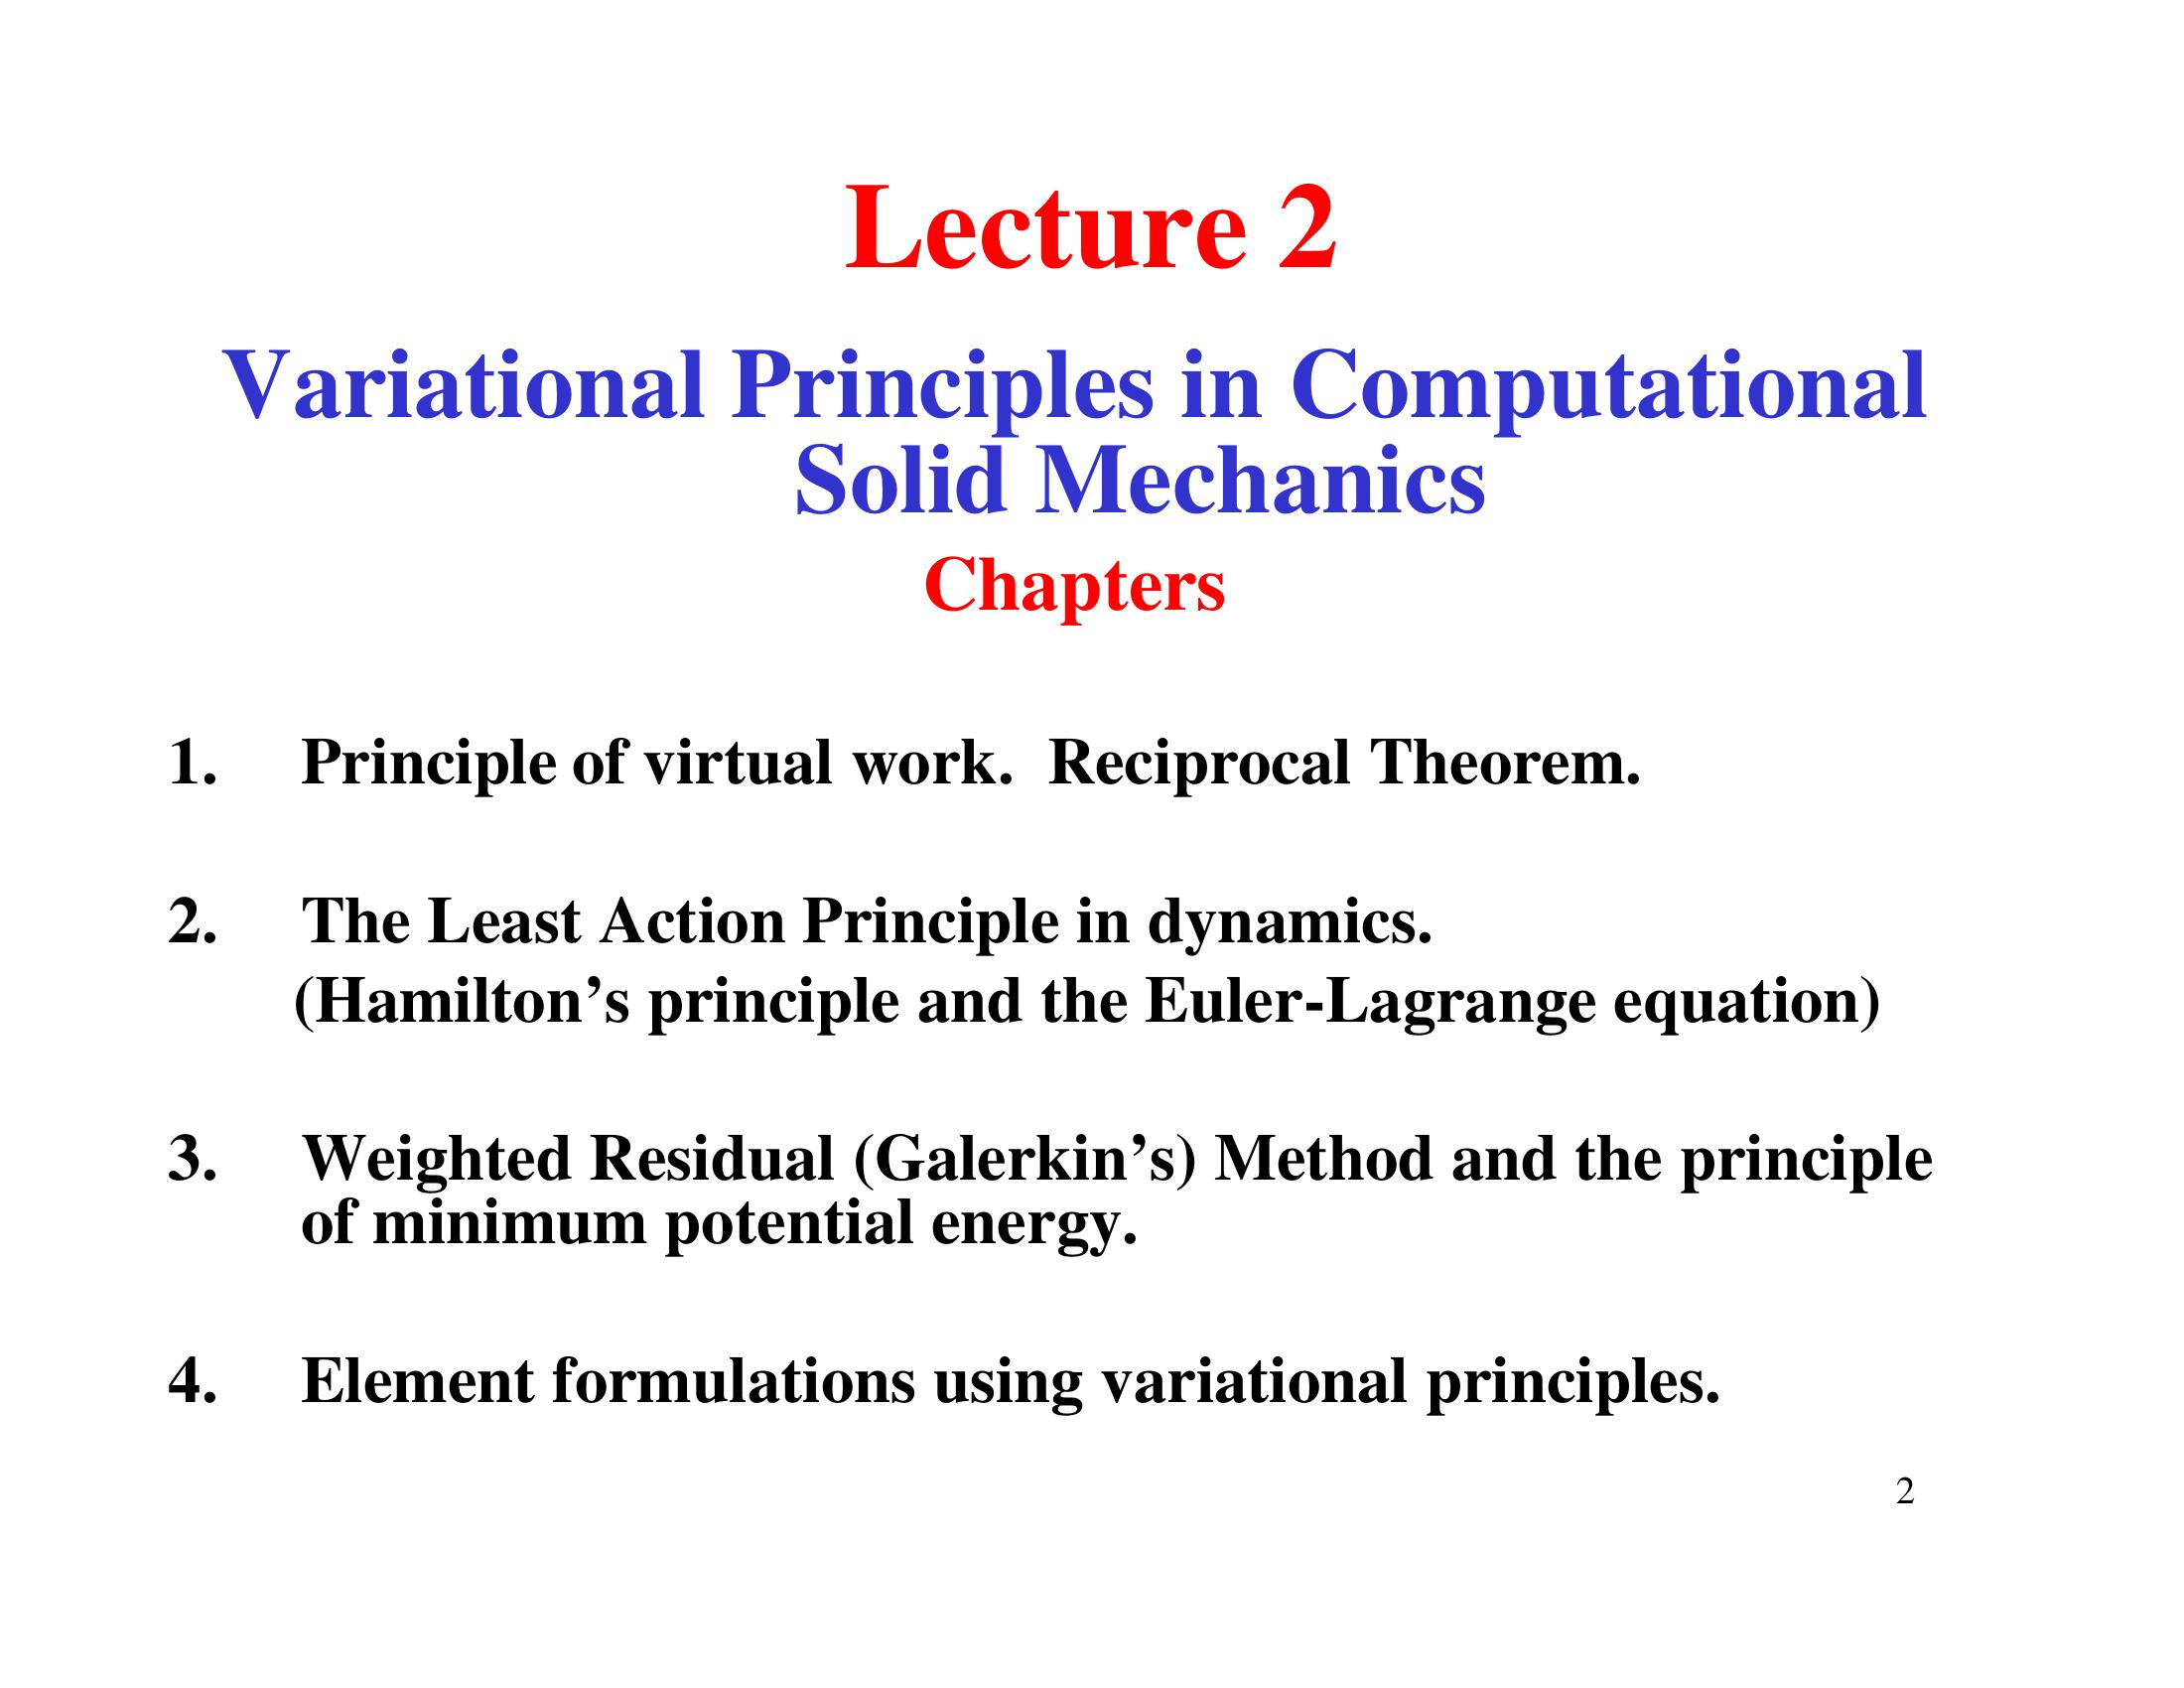 Lecture 2
Variational Principles in Computational
Solid Mechanics
Chapters
1. Principle of virtual work. Reciprocal Theorem.
2. The Least Action Principle in dynamics.
(Hamilton’s principle and the Euler-Lagrange equation)
3. Weighted Residual (Galerkin’s) Method and the principle
of minimum potential energy.
4. Element formulations using variational principles.
2